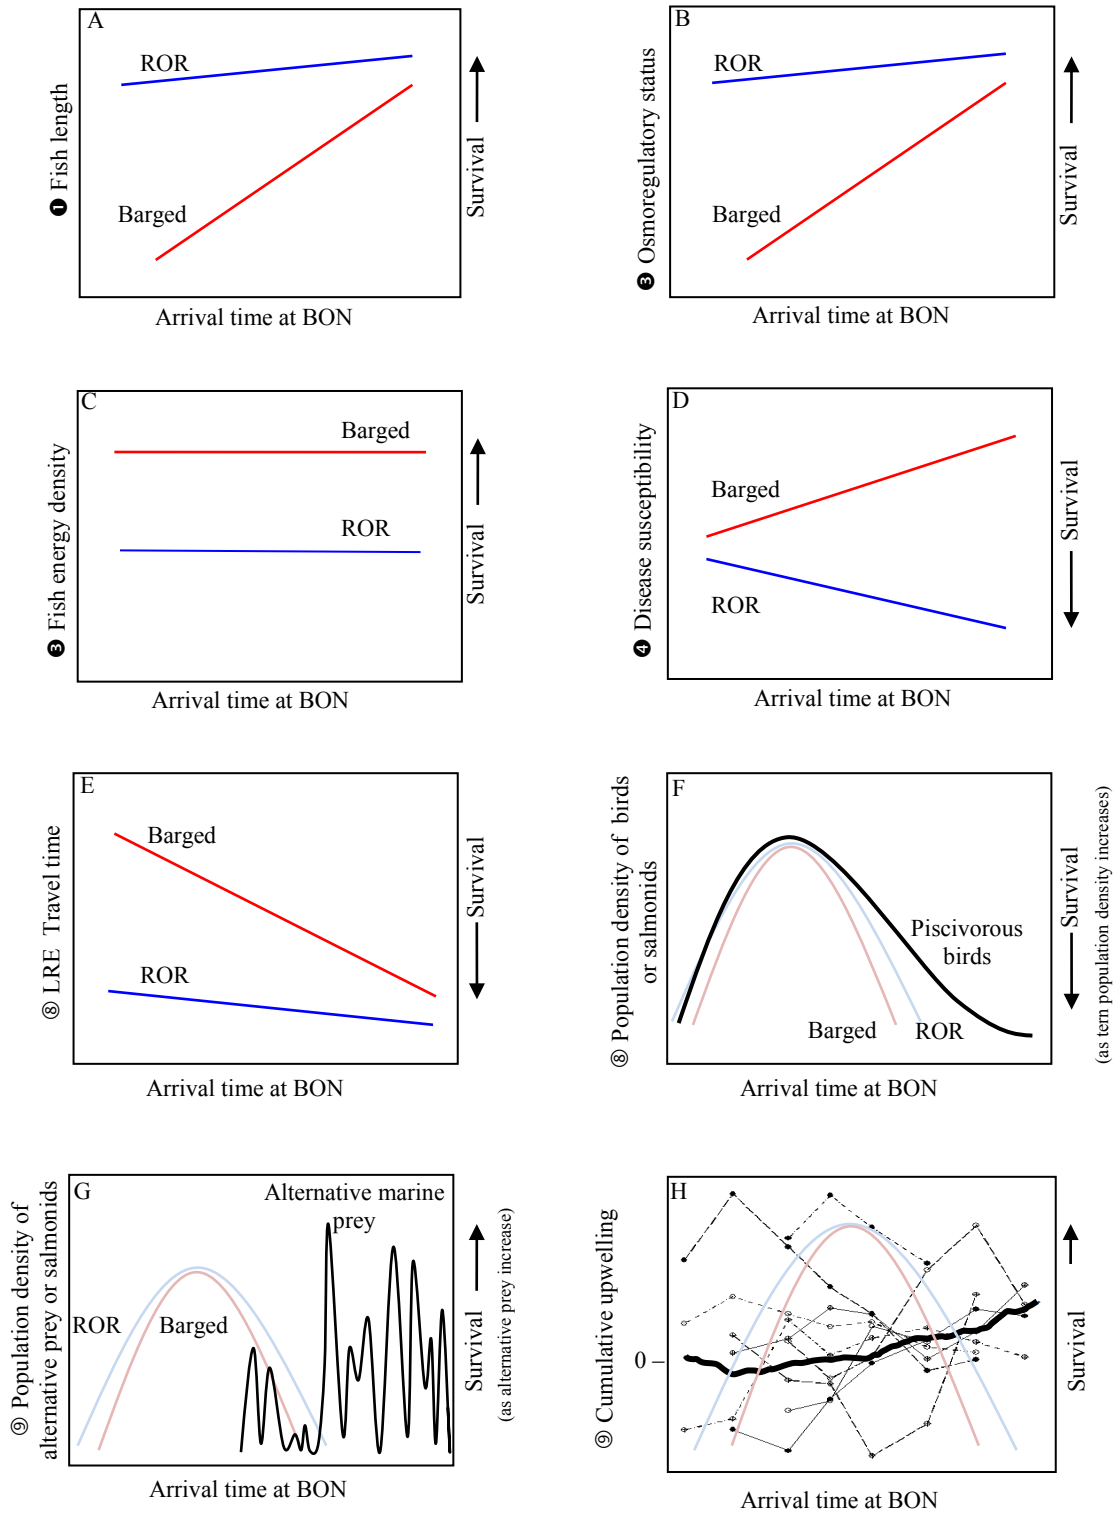 A
ROR
Barged
❶ Fish length
Survival
Arrival time at BON
B
ROR
Barged
❸ Osmoregulatory status
Survival
Arrival time at BON
C
Barged
ROR
❸ Fish energy density
Survival
Arrival time at BON
D
Barged
ROR
❹ Disease susceptibility
Survival
Arrival time at BON
E
Barged
ROR
⑧ LRE Travel time
Survival
Arrival time at BON
F
Piscivorous
birds
Barged
ROR
⑧ Population density of birds
or salmonids
Survival
(as tern population density increases)
Arrival time at BON
G
Alternative marine
prey
ROR
Barged
⑨ Population density of
alternative prey or salmonids
Survival
(as alternative prey increase)
Arrival time at BON
H
0
⑨ Cumulative upwelling
Survival
Arrival time at BON